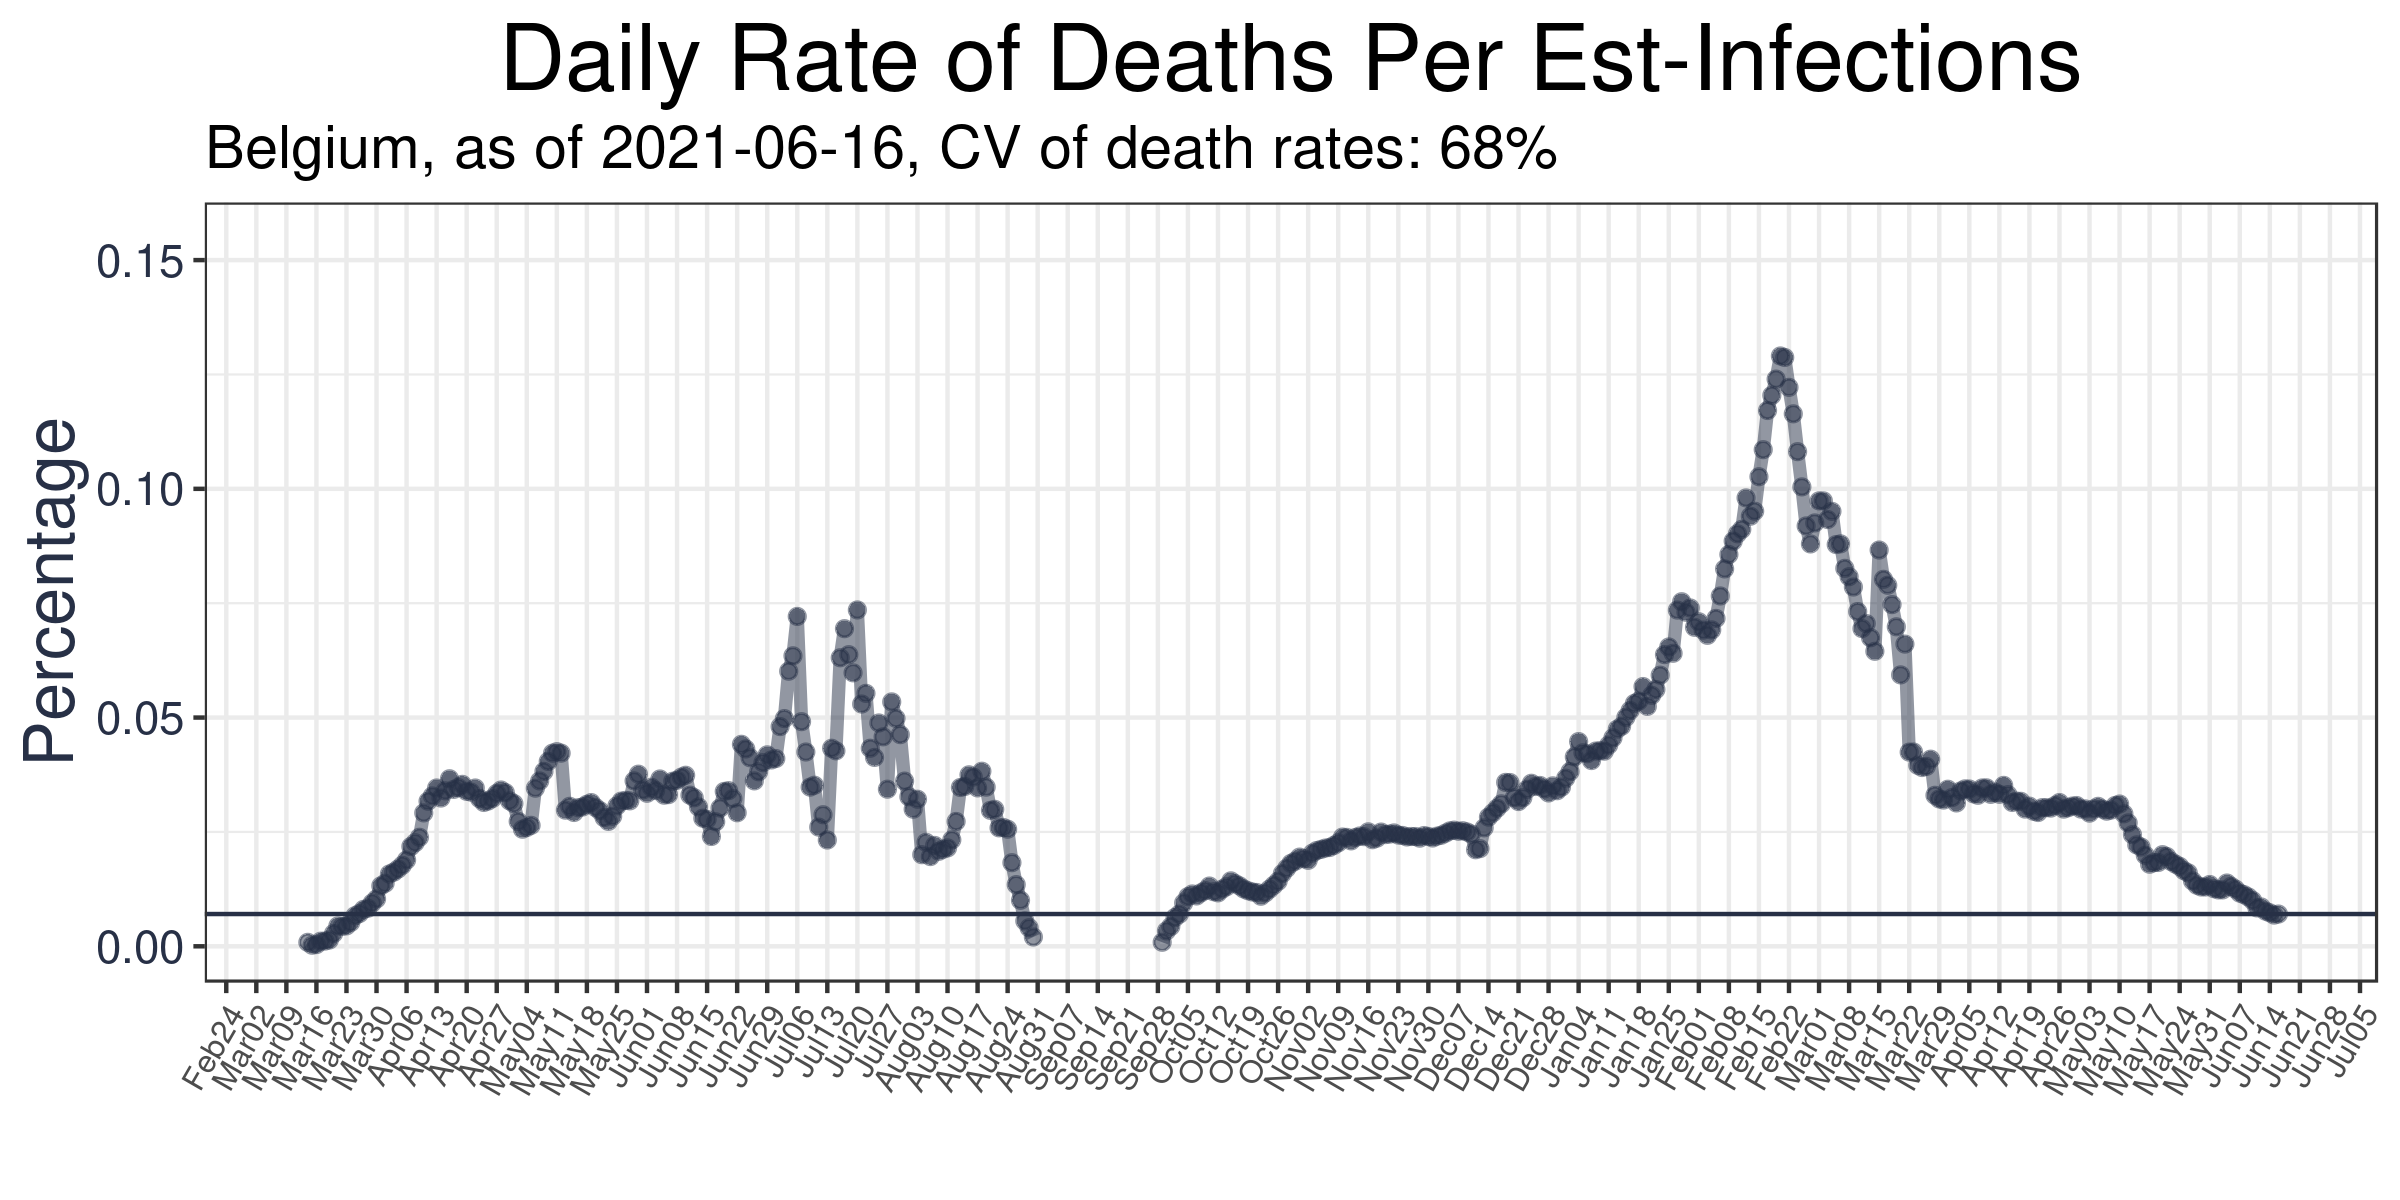 Daily Rate of Deaths Per Est-Infections
Belgium, as of 2021-06-16, CV of death rates: 68%
Percentage
0.15
0.10
0.05
0.00
Feb24
Mar02
Mar09
Mar16
Mar23
Mar30
Apr06
Apr13
Apr20
Apr27
May04
May11
May18
May25
Jun01
Jun08
Jun15
Jun22
Jun29
Jul06
Jul13
Jul20
Jul27
Aug03
Aug10
Aug17
Aug24
Aug31
Sep07
Sep14
Sep21
Sep28
Oct05
Oct12
Oct19
Oct26
Nov02
Nov09
Nov16
Nov23
Nov30
Dec07
Dec14
Dec21
Dec28
Jan04
Jan11
Jan18
Jan25
Feb01
Feb08
Feb15
Feb22
Mar01
Mar08
Mar15
Mar22
Mar29
Apr05
Apr12
Apr19
Apr26
May03
May10
May17
May24
May31
Jun07
Jun14
Jun21
Jun28
Jul05